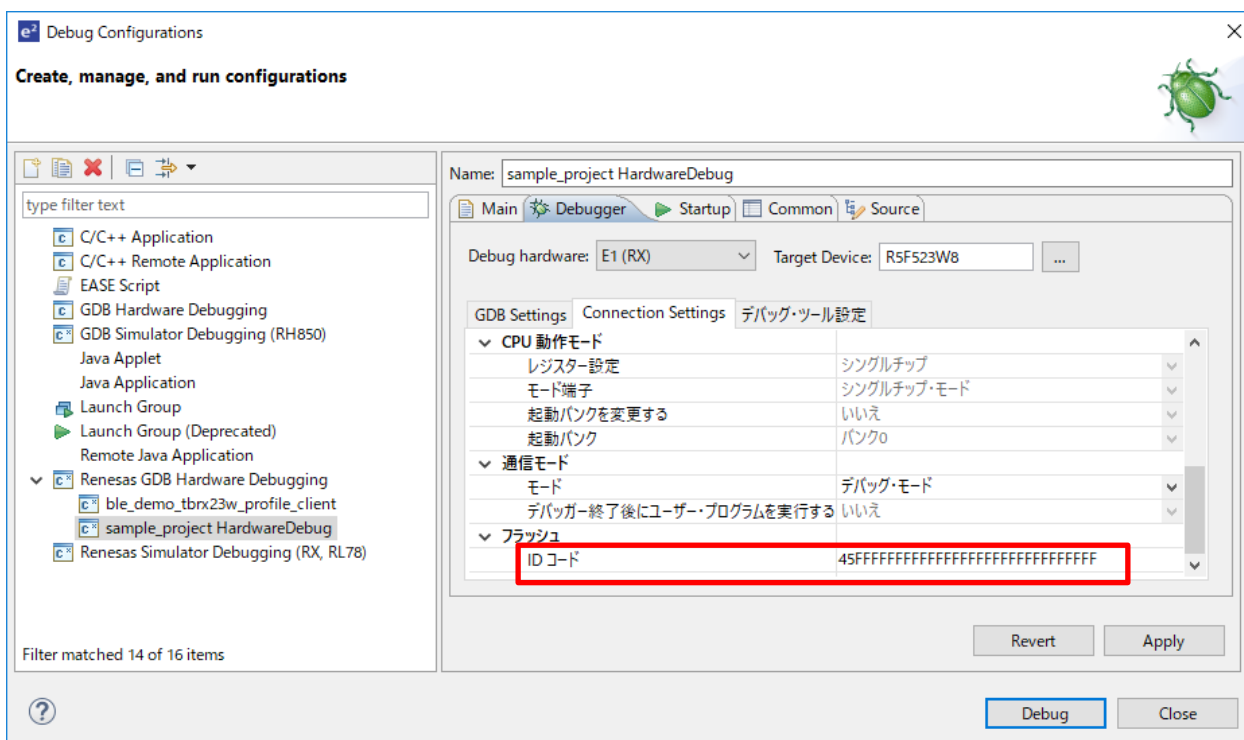 e² Debug Configurations
Create, manage, and run configurations
type filter text
C/C++ Application
C/C++ Remote Application
EASE Script
GDB Hardware Debugging
GDB Simulator Debugging (RH850)
Java Applet
Java Application
Launch Group
Launch Group (Deprecated)
Remote Java Application
Renesas GDB Hardware Debugging
ble_demo_tbrx23w_profile_client
sample_project HardwareDebug
Renesas Simulator Debugging (RX, RL78)
Filter matched 14 of 16 items
Name: sample_project HardwareDebug
Main Debugger Startup Common Source
Debug hardware: E1 (RX) Target Device: R5F523W8 ...
GDB Settings Connection Settings デバッグ・ツール設定
CPU 動作モード
レジスター設定 シングルチップ
モード端子 シングルチップ・モード
起動バンクを変更する いいえ
起動バンク バンク0
通信モード
モード デバッグ・モード
デバッガー終了後にユーザー・プログラムを実行する いいえ
フラッシュ
ID コード 45FFFFFFFFFFFFFFFFFFFFFFFFFFFFFF
Revert Apply
Debug Close